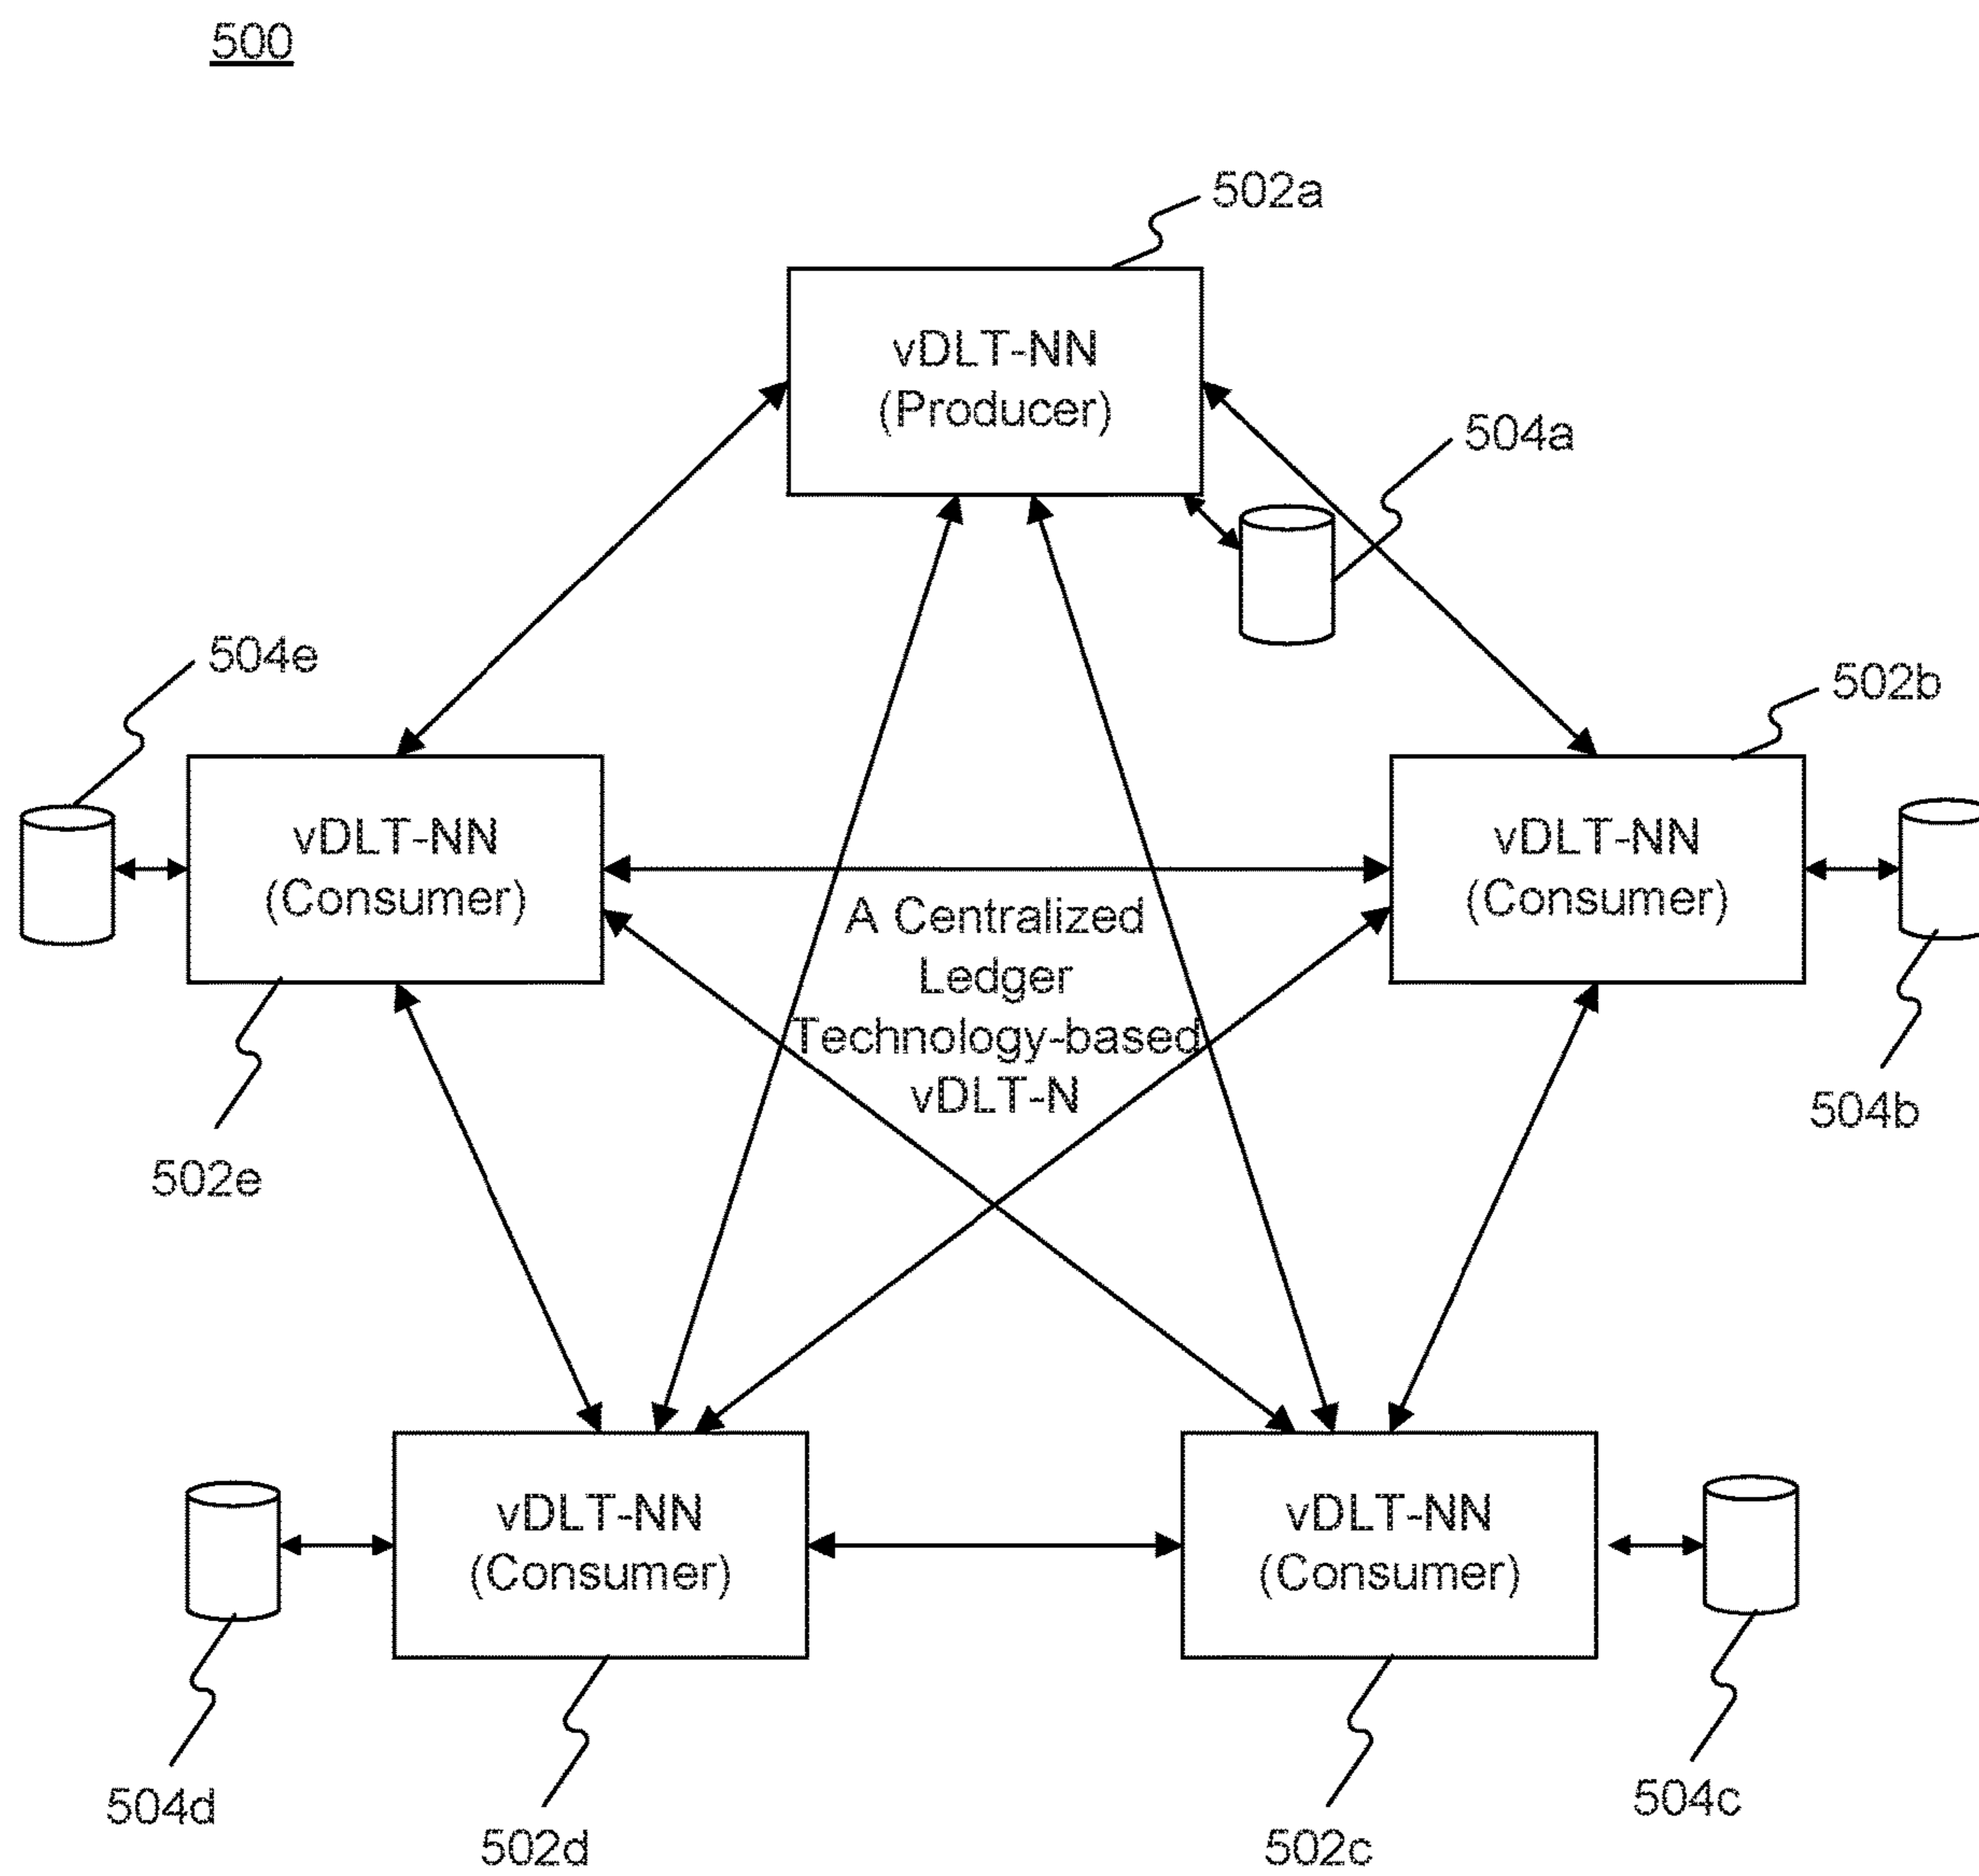 500
502a
vDLT-NN
(Producer)
504a
504e
502b
vDLT-NN
(Consumer)
vDLT-NN
(Consumer)
A Centralized
Ledger
Technology-based
vDLT-N
504b
502e
vDLT-NN
(Consumer)
vDLT-NN
(Consumer)
504d
502d
502c
504c